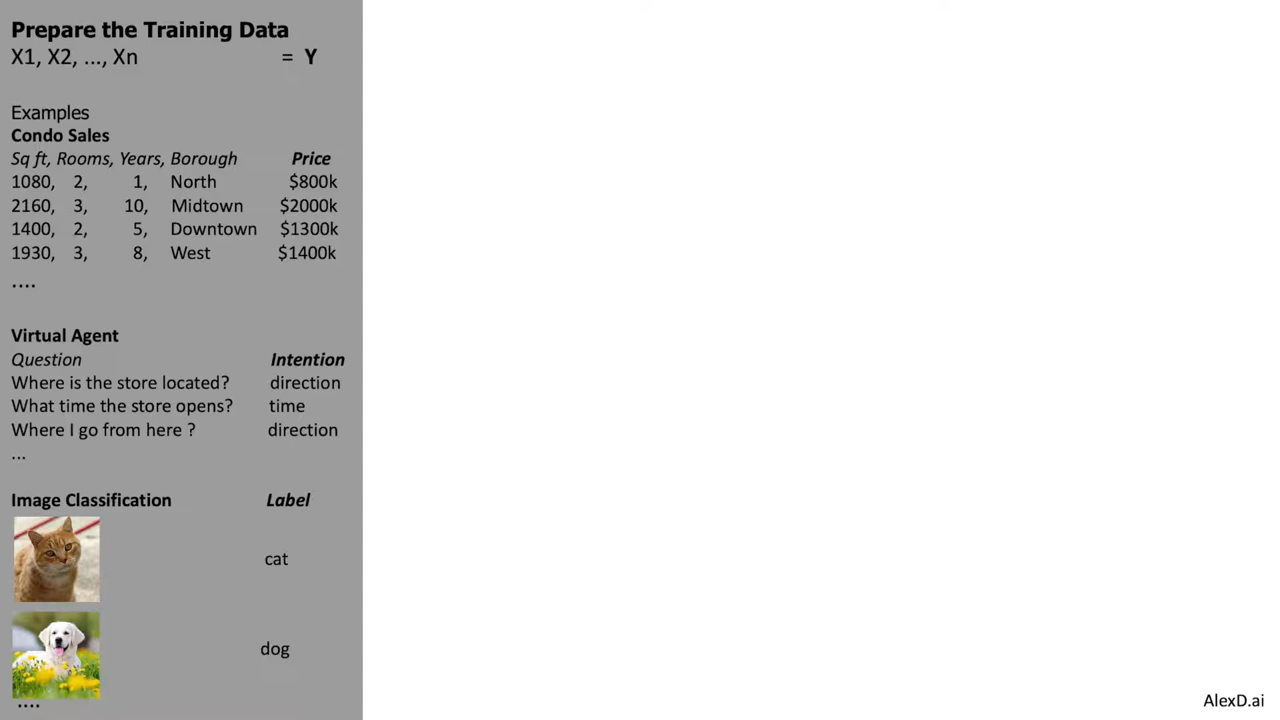 Prepare the Training Data
X1, X2, ..., Xn = Y
Examples
Condo Sales
Sq ft, Rooms, Years, Borough Price
1080, 2, 1, North $800k
2160, 3, 10, Midtown $2000k
1400, 2, 5, Downtown $1300k
1930, 3, 8, West $1400k
....
Virtual Agent
Question Intention
Where is the store located? direction
What time the store opens? time
Where I go from here ? direction
...
Image Classification Label
cat
dog
....
AlexD.ai